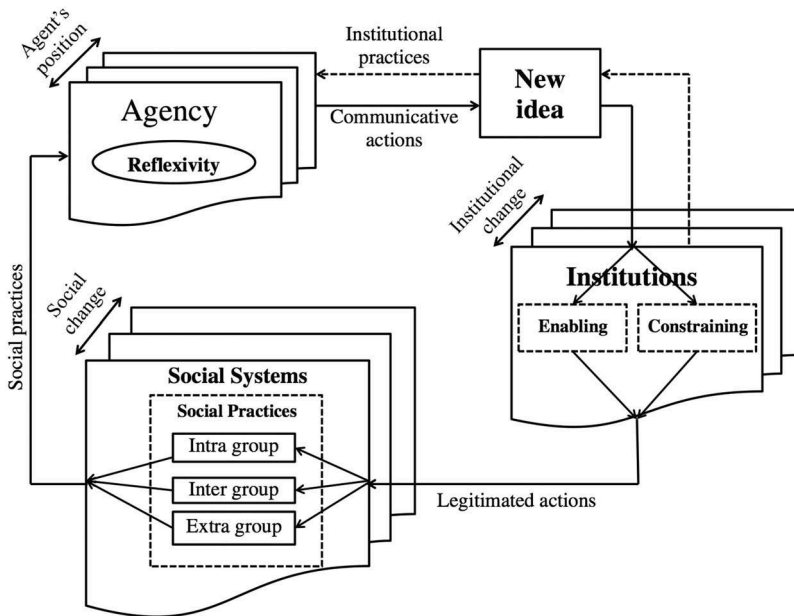 Agent's
position
Institutional
practices
New
idea
Agency
Communicative
actions
Reflexivity
Institutional
change
Social practices
Social
change
Institutions
Enabling
Constraining
Social Systems
Social Practices
Intra group
Inter group
Extra group
Legitimated actions